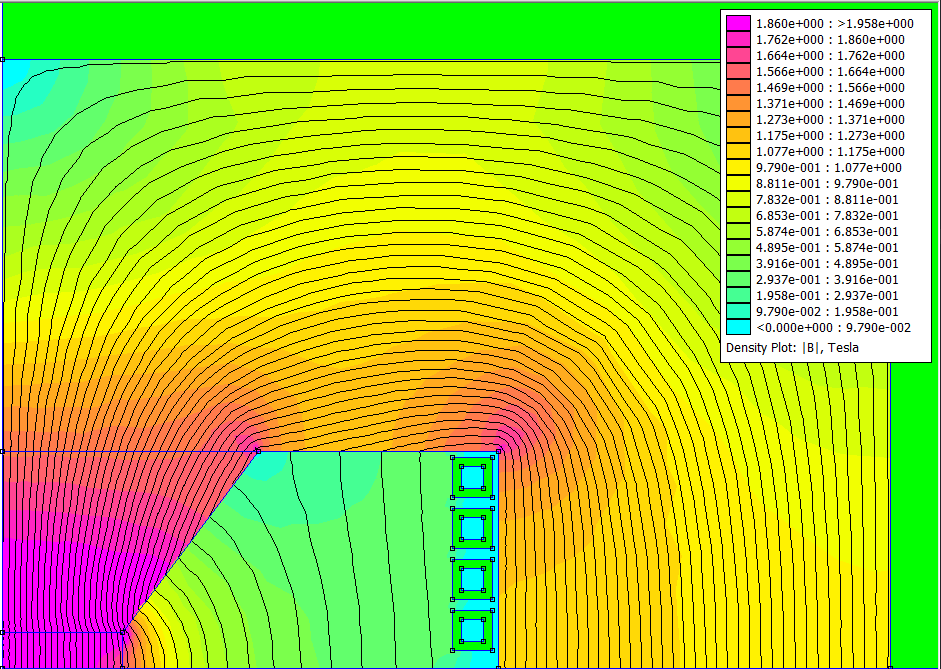 1.860e+000 : >1.958e+000
1.762e+000 : 1.860e+000
1.664e+000 : 1.762e+000
1.566e+000 : 1.664e+000
1.469e+000 : 1.566e+000
1.371e+000 : 1.469e+000
1.273e+000 : 1.371e+000
1.175e+000 : 1.273e+000
1.077e+000 : 1.175e+000
9.790e-001 : 1.077e+000
8.811e-001 : 9.790e-001
7.832e-001 : 8.811e-001
6.853e-001 : 7.832e-001
5.874e-001 : 6.853e-001
4.895e-001 : 5.874e-001
3.916e-001 : 4.895e-001
2.937e-001 : 3.916e-001
1.958e-001 : 2.937e-001
9.790e-002 : 1.958e-001
<0.000e+000 : 9.790e-002
Density Plot: |B|, Tesla